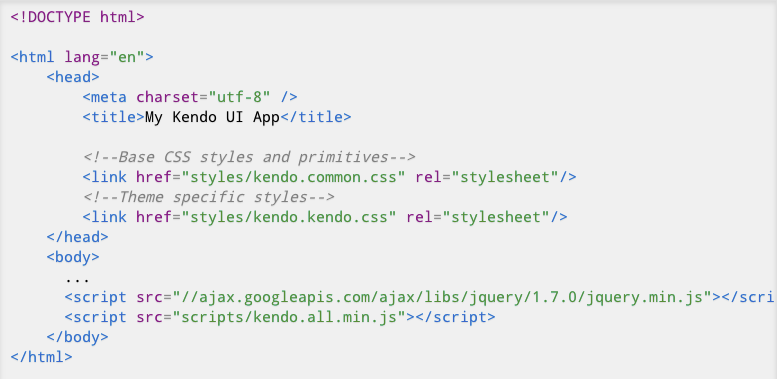 <!DOCTYPE html>
<html lang="en">
<head>
<meta charset="utf-8" />
<title>My Kendo UI App</title>
<!--Base CSS styles and primitives-->
<link href="styles/kendo.common.css" rel="stylesheet"/>
<!--Theme specific styles-->
<link href="styles/kendo.kendo.css" rel="stylesheet"/>
</head>
<body>
...
<script src="//ajax.googleapis.com/ajax/libs/jquery/1.7.0/jquery.min.js"></scri
<script src="scripts/kendo.all.min.js"></script>
</body>
</html>